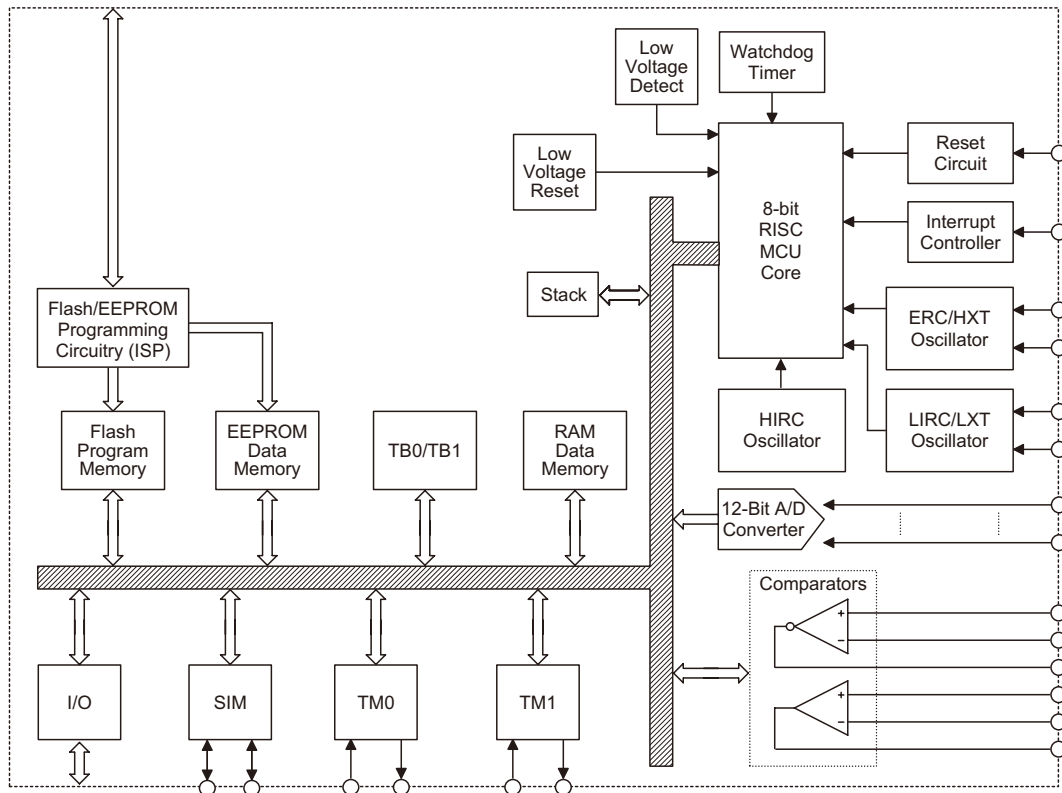 Low
Voltage
Detect
Watchdog
Timer
Low
Voltage
Reset
8-bit
RISC
MCU
Core
Reset
Circuit
Interrupt
Controller
Stack
Flash/EEPROM
Programming
Circuitry (ISP)
ERC/HXT
Oscillator
HIRC
Oscillator
LIRC/LXT
Oscillator
Flash
Program
Memory
EEPROM
Data
Memory
TB0/TB1
RAM
Data
Memory
12-Bit A/D
Converter
Comparators
+
−
+
−
I/O
SIM
TM0
TM1